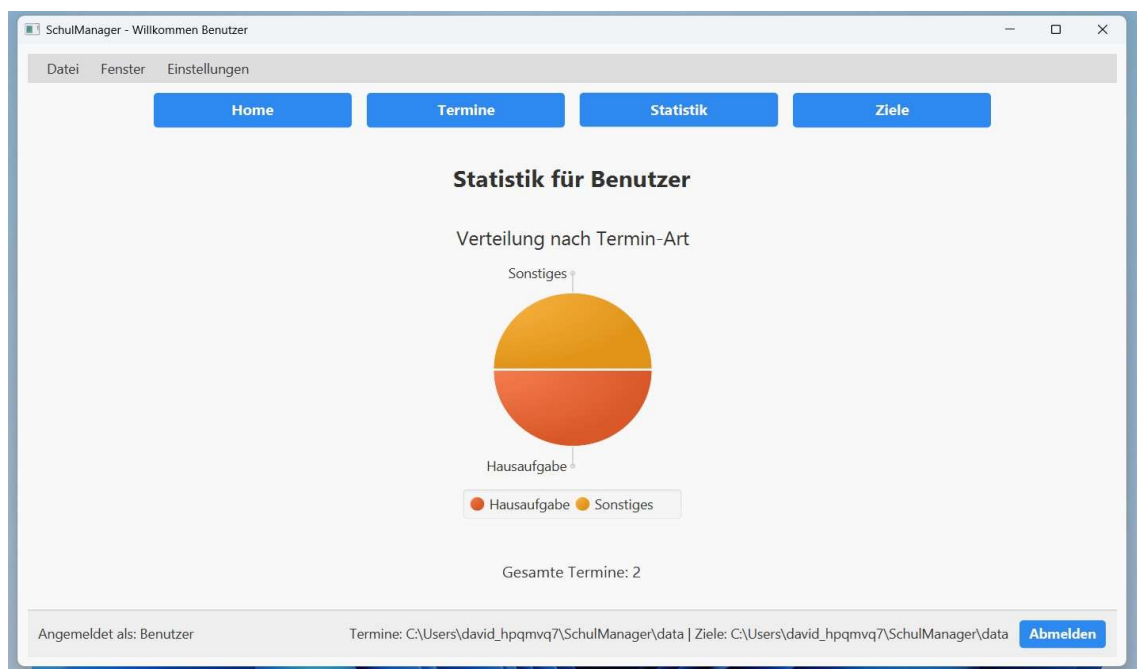 SchulManager - Willkommen Benutzer
Datei Fenster Einstellungen
Home Termine Statistik Ziele
Statistik für Benutzer
Verteilung nach Termin-Art
Sonstiges
Hausaufgabe
Hausaufgabe Sonstiges
Gesamte Termine: 2
Angemeldet als: Benutzer Termine: C:\Users\david_hpqmvq7\SchulManager\data | Ziele: C:\Users\david_hpqmvq7\SchulManager\data Abmelden